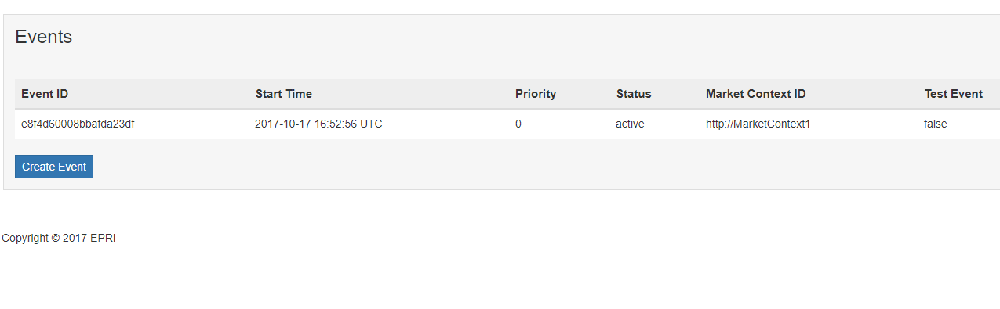 Events
Event ID Start Time Priority Status Market Context ID Test Event
e8f4d60008bbafda23df 2017-10-17 16:52:56 UTC 0 active http://MarketContext1 false
Create Event
Copyright © 2017 EPRI